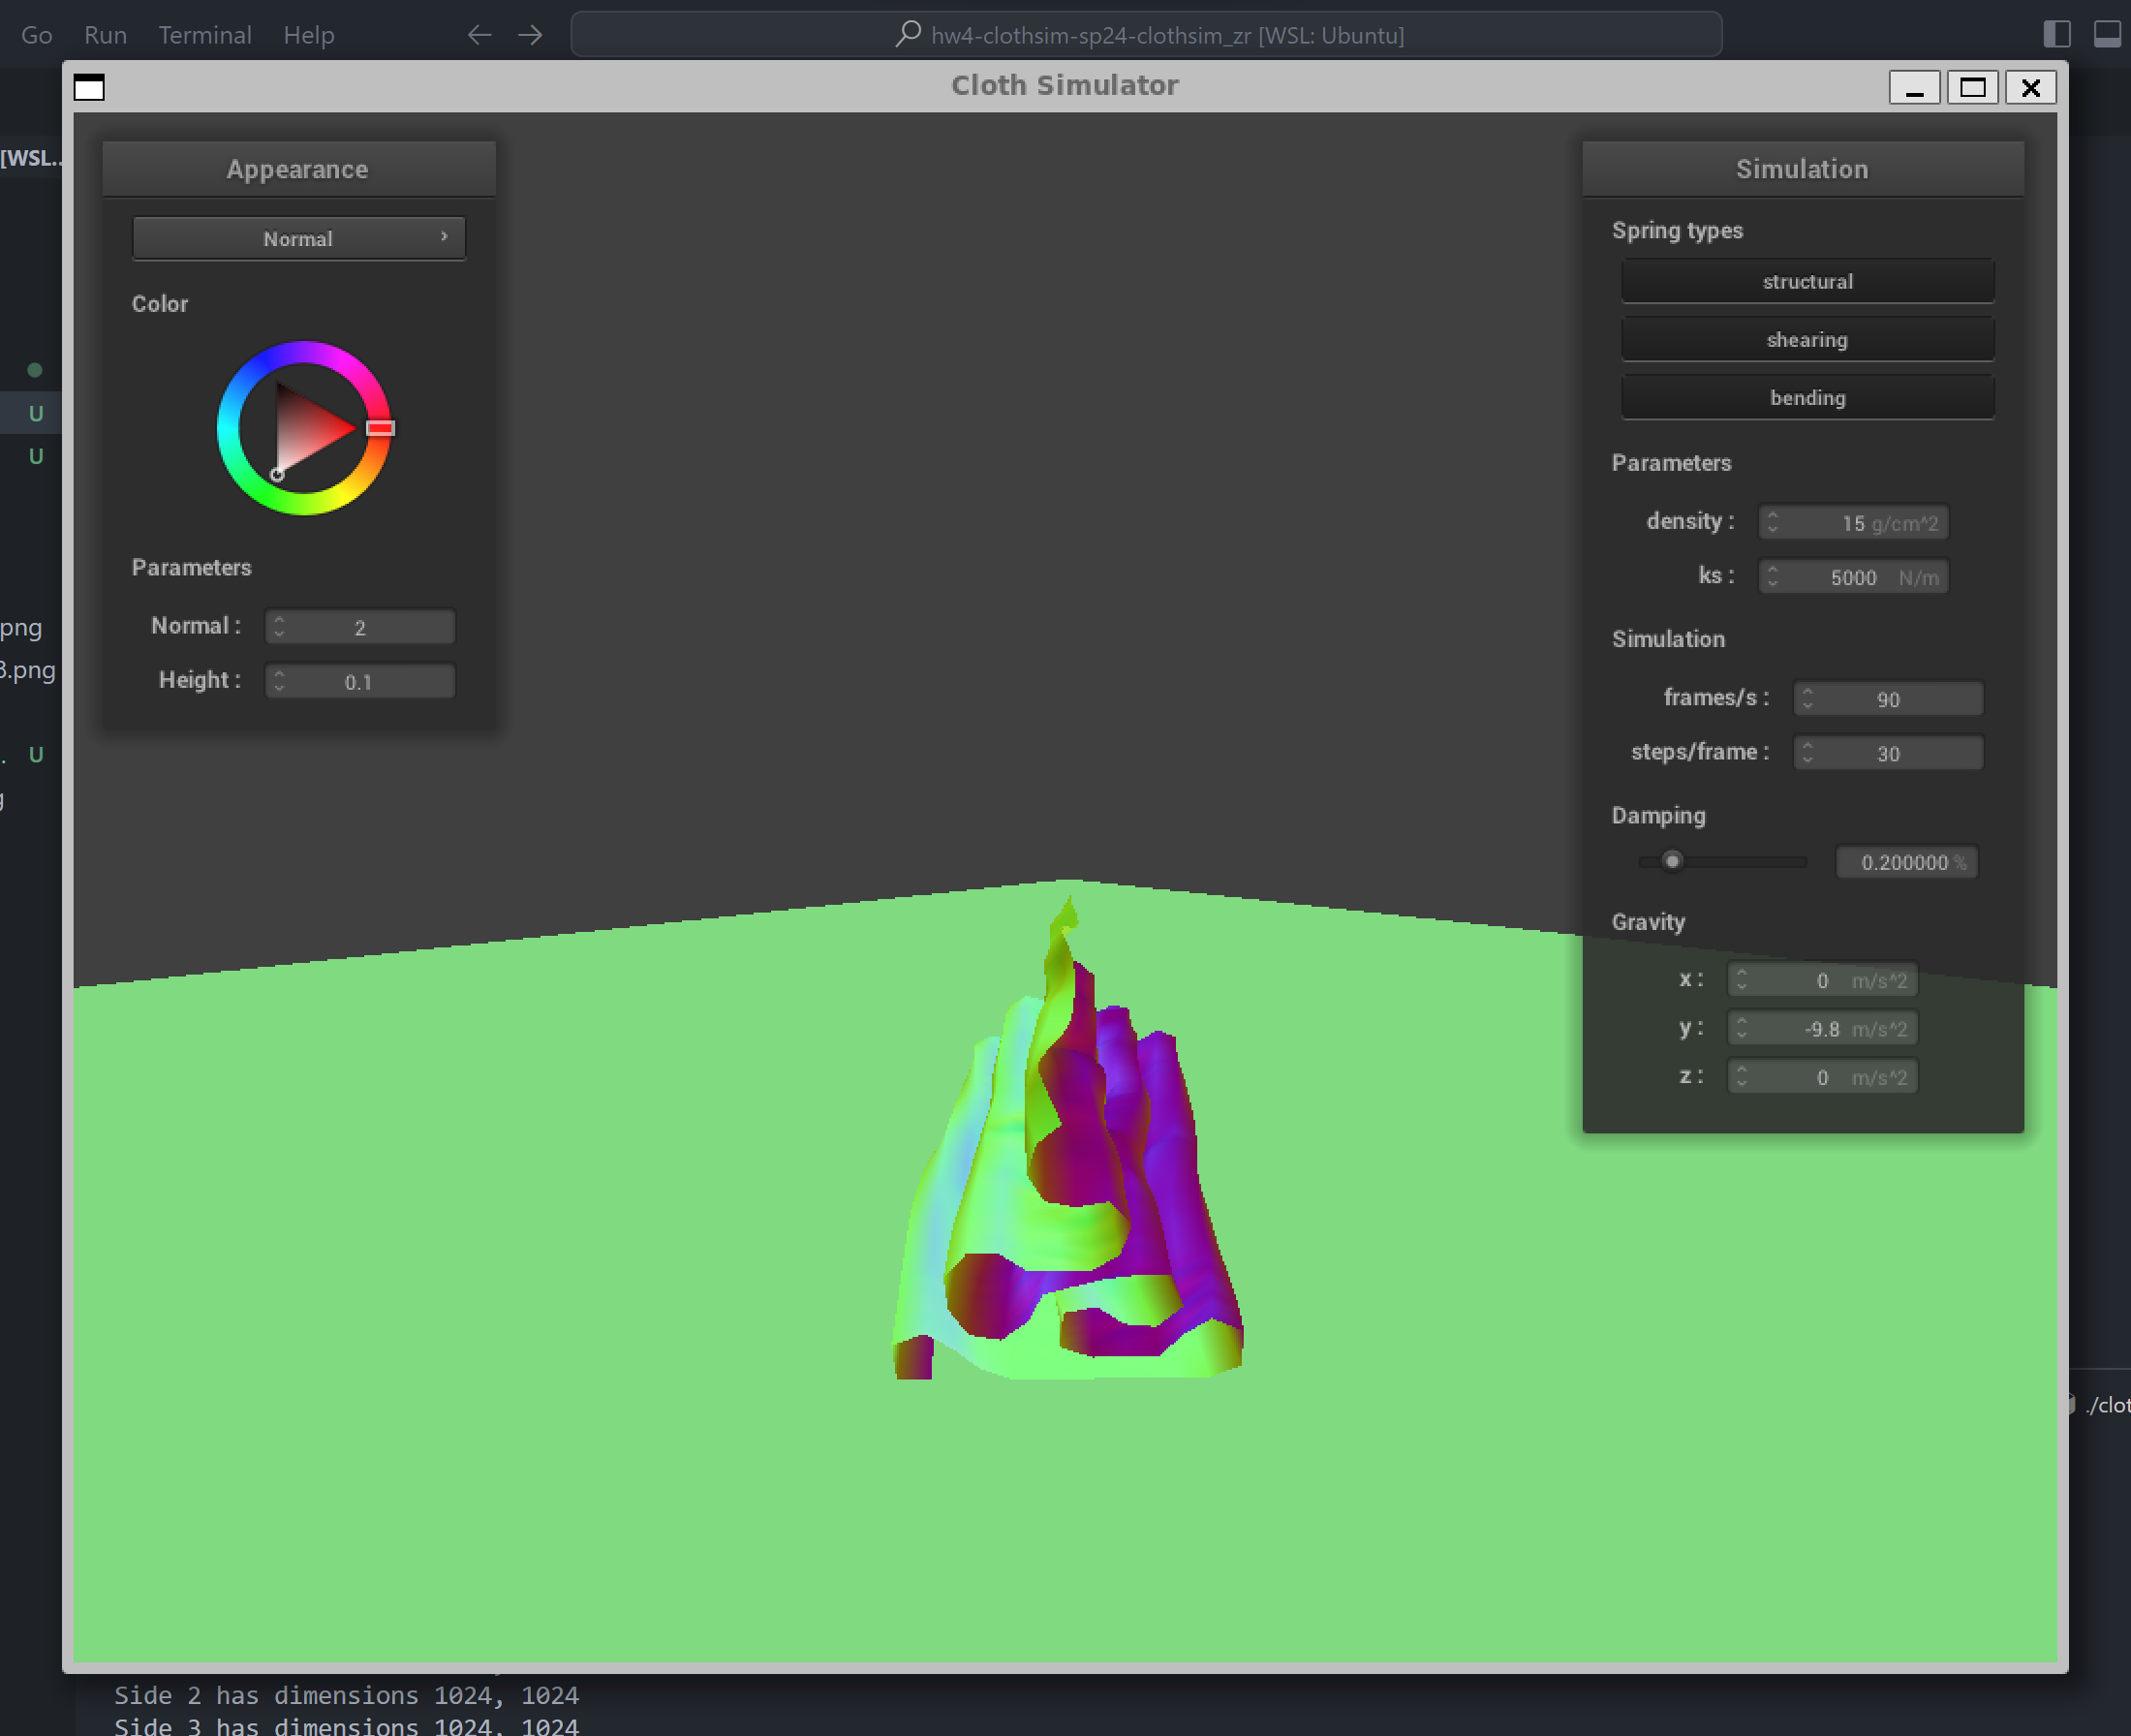 Go Run Terminal Help
hw4-clothsim-sp24-clothsim_zr [WSL: Ubuntu]
Cloth Simulator
[WSL...
Appearance
Normal
Color
Parameters
Normal : 2
Height : 0.1
U
U
png
3.png
. U
Simulation
Spring types
structural
shearing
bending
Parameters
density : 15 g/cm^2
ks : 5000 N/m
Simulation
frames/s : 90
steps/frame : 30
Damping
0.200000 %
Gravity
x : 0 m/s^2
y : -9.8 m/s^2
z : 0 m/s^2
./clot
Side 2 has dimensions 1024, 1024
Side 3 has dimensions 1024, 1024